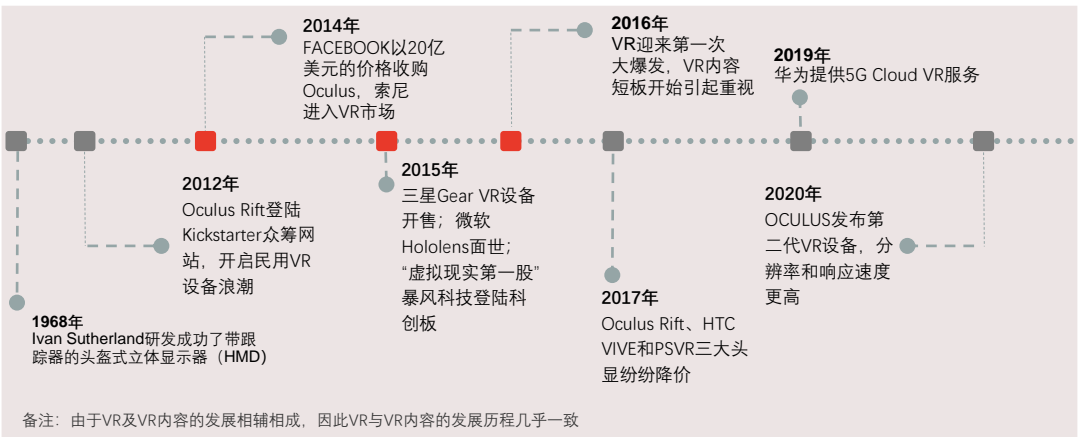 1968年
Ivan Sutherland研发成功了带跟
踪器的头盔式立体显示器（HMD）
2012年
Oculus Rift登陆
Kickstarter众筹网
站，开启民用VR
设备浪潮
2014年
FACEBOOK以20亿
美元的价格收购
Oculus，索尼
进入VR市场
2015年
三星Gear VR设备
开售；微软
Hololens面世；
“虚拟现实第一股”
暴风科技登陆科
创板
2016年
VR迎来第一次
大爆发，VR内容
短板开始引起重视
2017年
Oculus Rift、HTC
VIVE和PSVR三大头
显纷纷降价
2019年
华为提供5G Cloud VR服务
2020年
OCULUS发布第
二代VR设备，分
辨率和响应速度
更高
备注：由于VR及VR内容的发展相辅相成，因此VR与VR内容的发展历程几乎一致